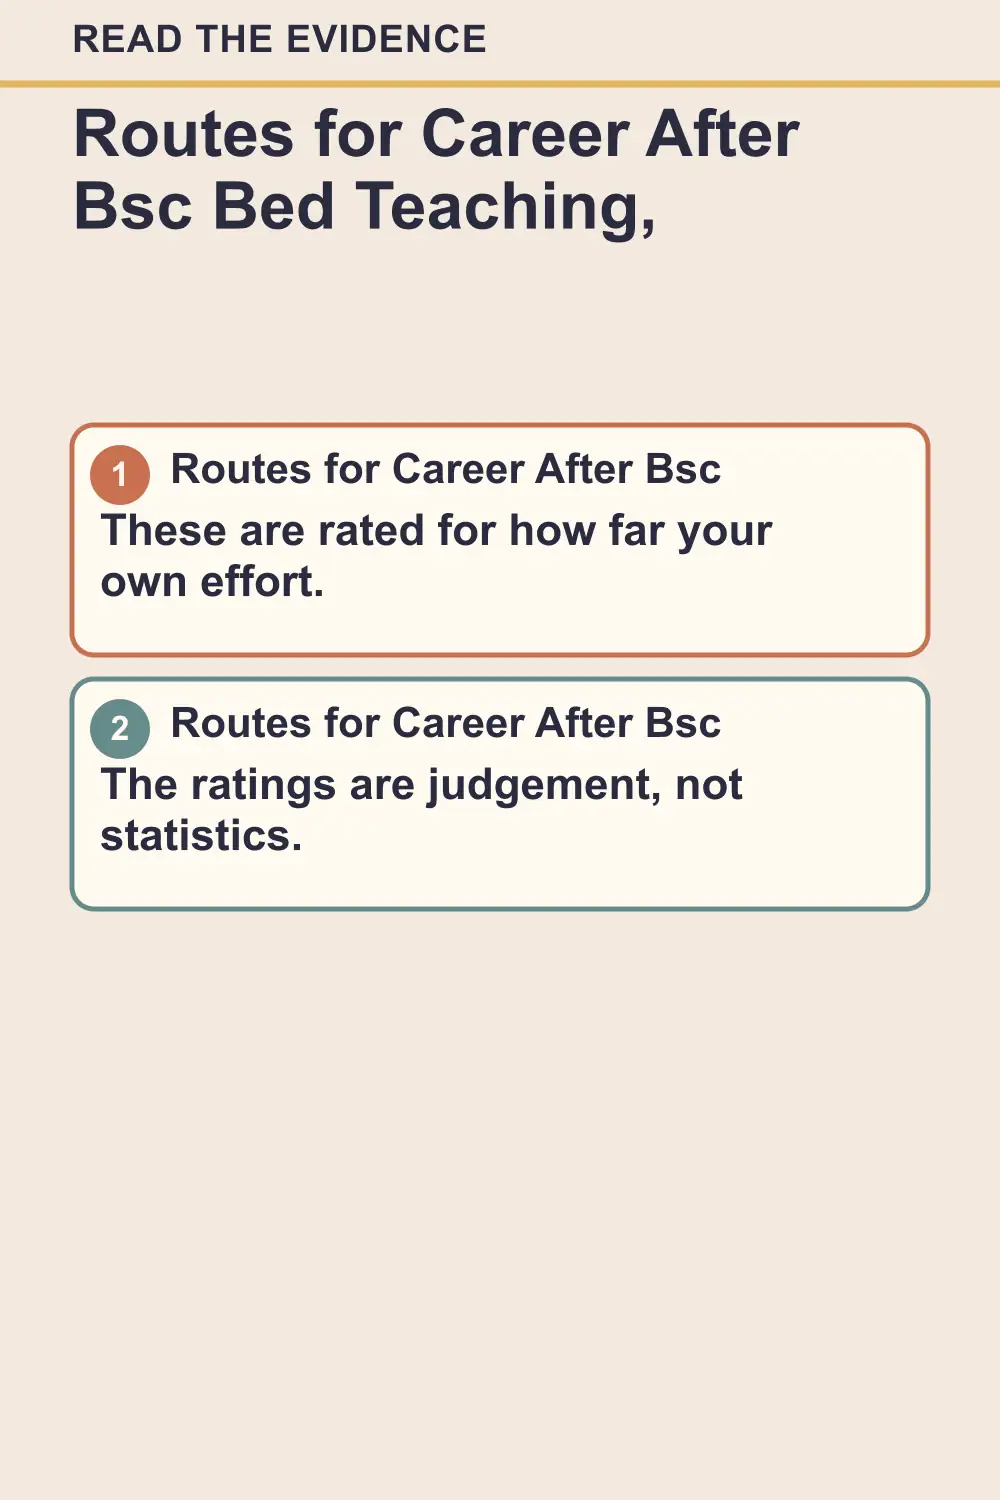 READ THE EVIDENCE
Routes for Career After
Bsc Bed Teaching,
1 Routes for Career After Bsc
These are rated for how far your
own effort.
2 Routes for Career After Bsc
The ratings are judgement, not
statistics.